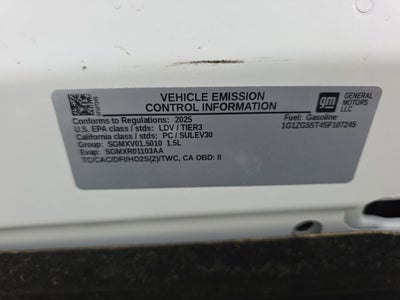 VEHICLE EMISSION
CONTROL INFORMATION
gm GENERAL MOTORS LLC
Conforms to Regulations: 2025
Fuel: Gasoline
U.S. EPA class / stds: LDV / TIER3
1G1ZG5ST4SF107245
California class / stds: PC / SULEV30
Group: SGMXV01.5010 1.5L
Evap: SGMXR01103AA
TC/CAC/DFI/HO2S(2)/TWC, CA OBD: II